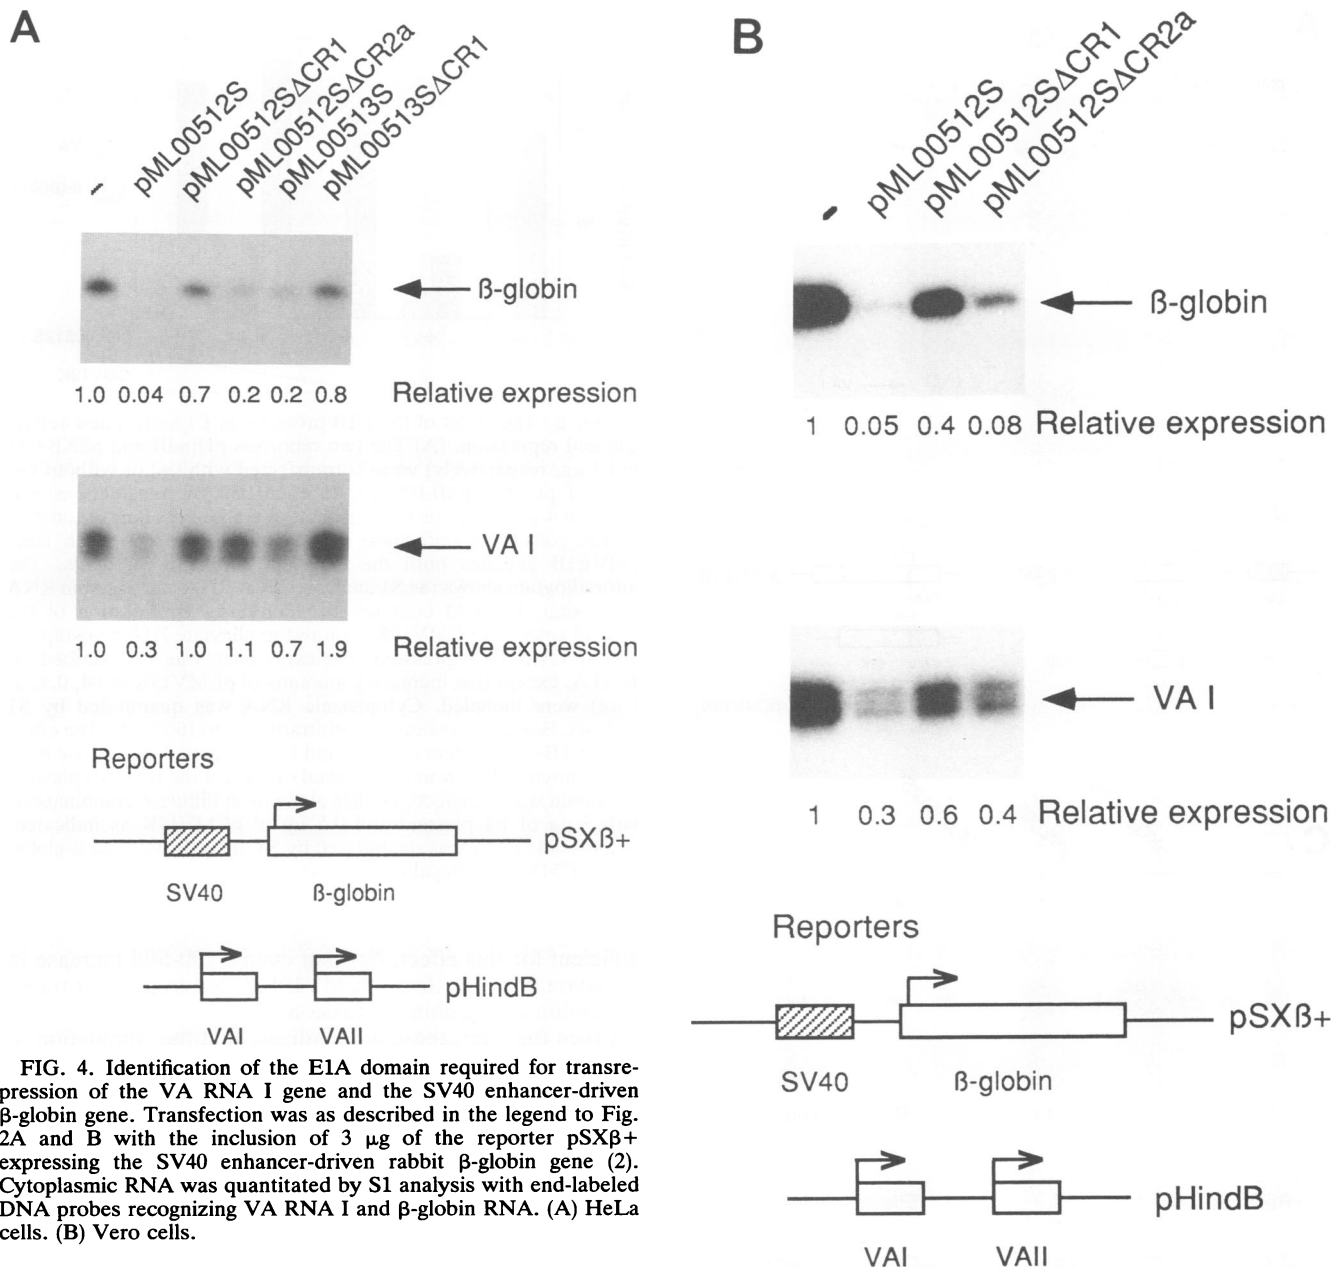 A
-
pML00512S
pML00512SΔCR1
pML00512SΔCR2a
pML00513S
pML00513SΔCR1
ß-globin
1.0 0.04 0.7 0.2 0.2 0.8 Relative expression
VA I
1.0 0.3 1.0 1.1 0.7 1.9 Relative expression
Reporters
pSXß+
SV40 ß-globin
pHindB
VAI VAII
FIG. 4. Identification of the E1A domain required for transre-
pression of the VA RNA I gene and the SV40 enhancer-driven
β-globin gene. Transfection was as described in the legend to Fig.
2A and B with the inclusion of 3 μg of the reporter pSXβ+
expressing the SV40 enhancer-driven rabbit β-globin gene (2).
Cytoplasmic RNA was quantitated by S1 analysis with end-labeled
DNA probes recognizing VA RNA I and β-globin RNA. (A) HeLa
cells. (B) Vero cells.
B
-
pML00512S
pML00512SΔCR1
pML00512SΔCR2a
ß-globin
1 0.05 0.4 0.08 Relative expression
VA I
1 0.3 0.6 0.4 Relative expression
Reporters
pSXß+
SV40 ß-globin
pHindB
VAI VAII